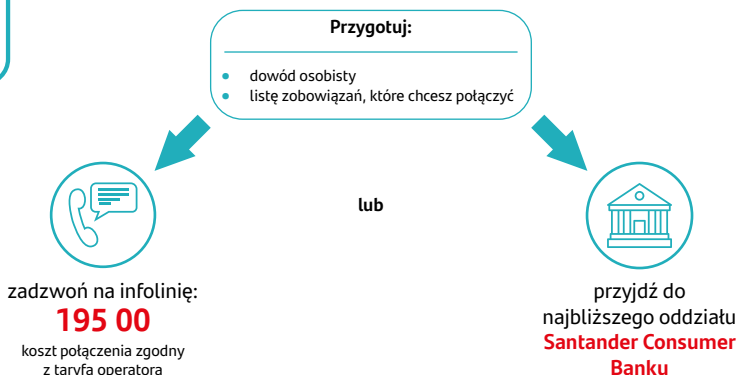 Przygotuj:
dowód osobisty
listę zobowiązań, które chcesz połączyć
lub
zadzwoń na infolinię:
195 00
koszt połączenia zgodny
z taryfą operatora
przyjdź do
najbliższego oddziału
Santander Consumer
Banku